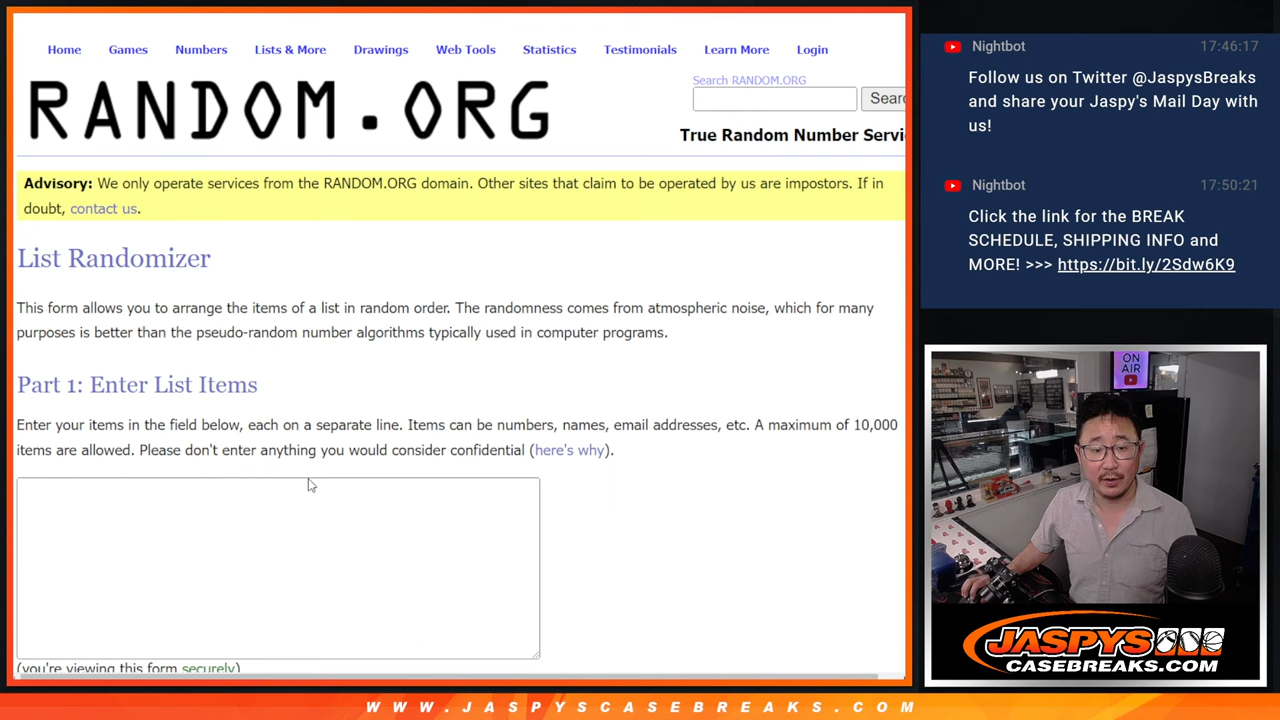 Home Games Numbers Lists & More Drawings Web Tools Statistics Testimonials Learn More Login
RANDOM.ORG
Search RANDOM.ORG
Searc
True Random Number Servi
Advisory: We only operate services from the RANDOM.ORG domain. Other sites that claim to be operated by us are impostors. If in
doubt, contact us.
List Randomizer
This form allows you to arrange the items of a list in random order. The randomness comes from atmospheric noise, which for many
purposes is better than the pseudo-random number algorithms typically used in computer programs.
Part 1: Enter List Items
Enter your items in the field below, each on a separate line. Items can be numbers, names, email addresses, etc. A maximum of 10,000
items are allowed. Please don't enter anything you would consider confidential (here's why).
(you're viewing this form securely)
Nightbot 17:46:17
Follow us on Twitter @JaspysBreaks
and share your Jaspy's Mail Day with
us!
Nightbot 17:50:21
Click the link for the BREAK
SCHEDULE, SHIPPING INFO and
MORE! >>> https://bit.ly/2Sdw6K9
ON
AIR
JASPYS
CASEBREAKS.COM
WWW.JASPYSCASEBREAKS.COM